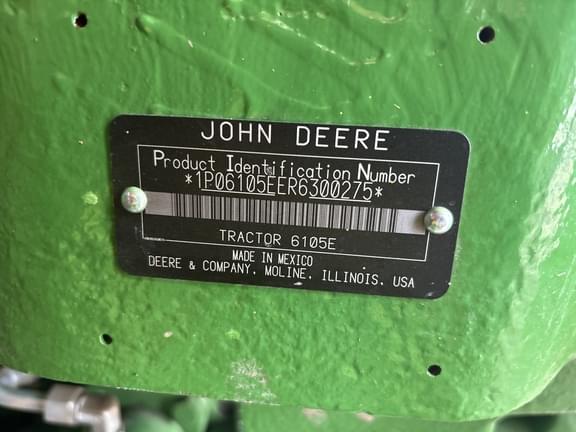 JOHN DEERE
Product Identification Number
*1P06105EER6300275*
TRACTOR 6105E
MADE IN MEXICO
DEERE & COMPANY, MOLINE, ILLINOIS, USA